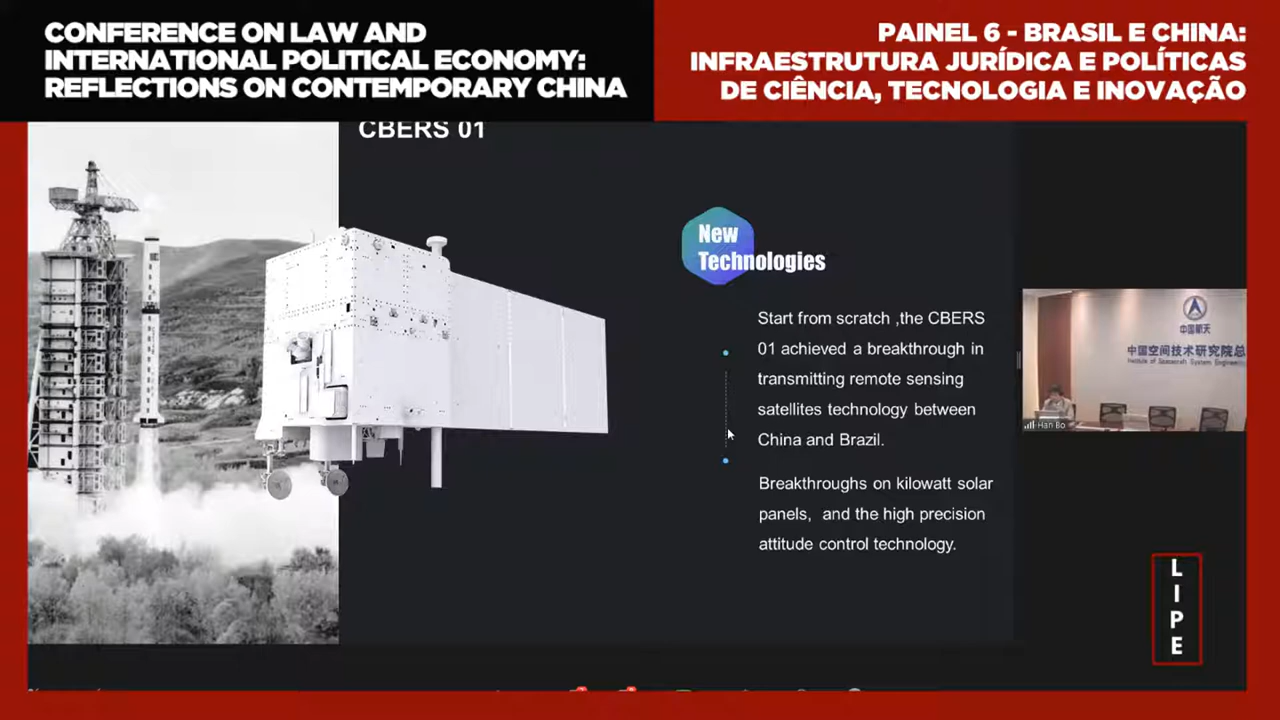 CONFERENCE ON LAW AND
INTERNATIONAL POLITICAL ECONOMY:
REFLECTIONS ON CONTEMPORARY CHINA
PAINEL 6 - BRASIL E CHINA:
INFRAESTRUTURA JURÍDICA E POLÍTICAS
DE CIÊNCIA, TECNOLOGIA E INOVAÇÃO
CBERS 01
New
Technologies
Start from scratch ,the CBERS
01 achieved a breakthrough in
transmitting remote sensing
satellites technology between
China and Brazil.
Breakthroughs on kilowatt solar
panels, and the high precision
attitude control technology.
中国航天
中国空间技术研究院总
Institute of Spacecraft System Engineer
Han Bo
L
I
P
E